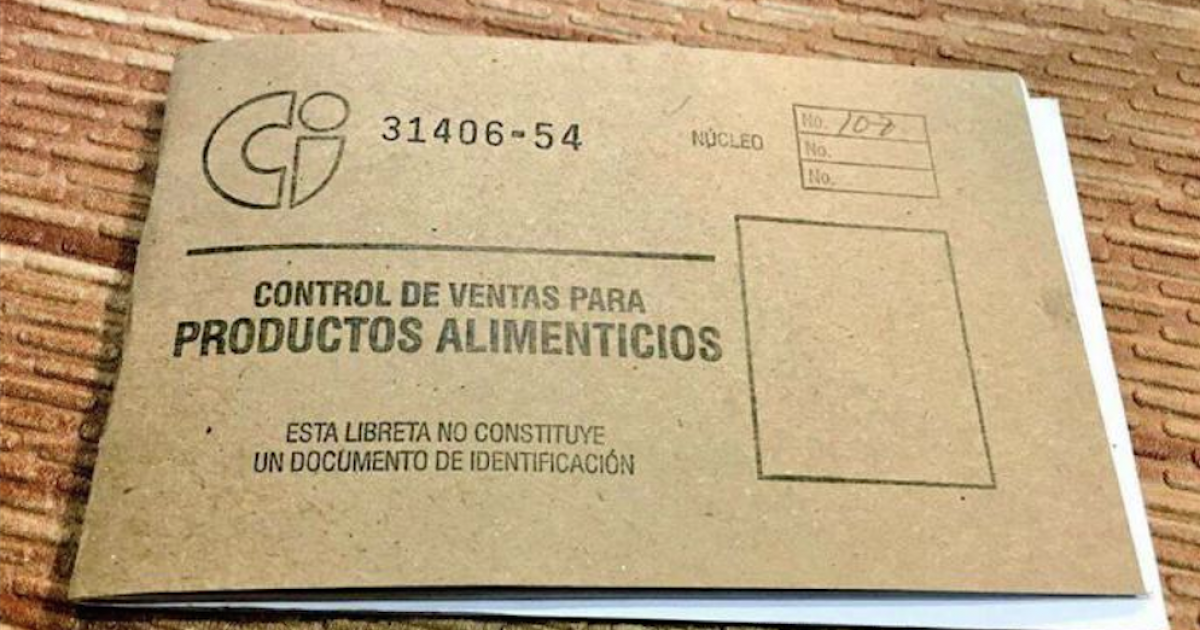 Ci
31406-54
NÚCLEO
No. 107
No.
No.
CONTROL DE VENTAS PARA
PRODUCTOS ALIMENTICIOS
ESTA LIBRETA NO CONSTITUYE
UN DOCUMENTO DE IDENTIFICACIÓN